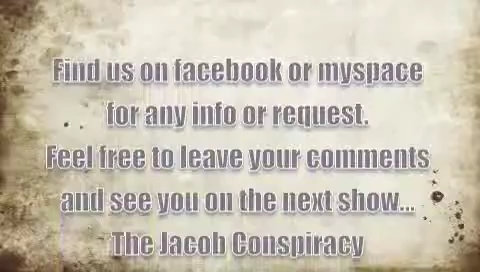 Find us on facebook or myspace
for any info or request.
Feel free to leave your comments
and see you on the next show...
The Jacob Conspiracy